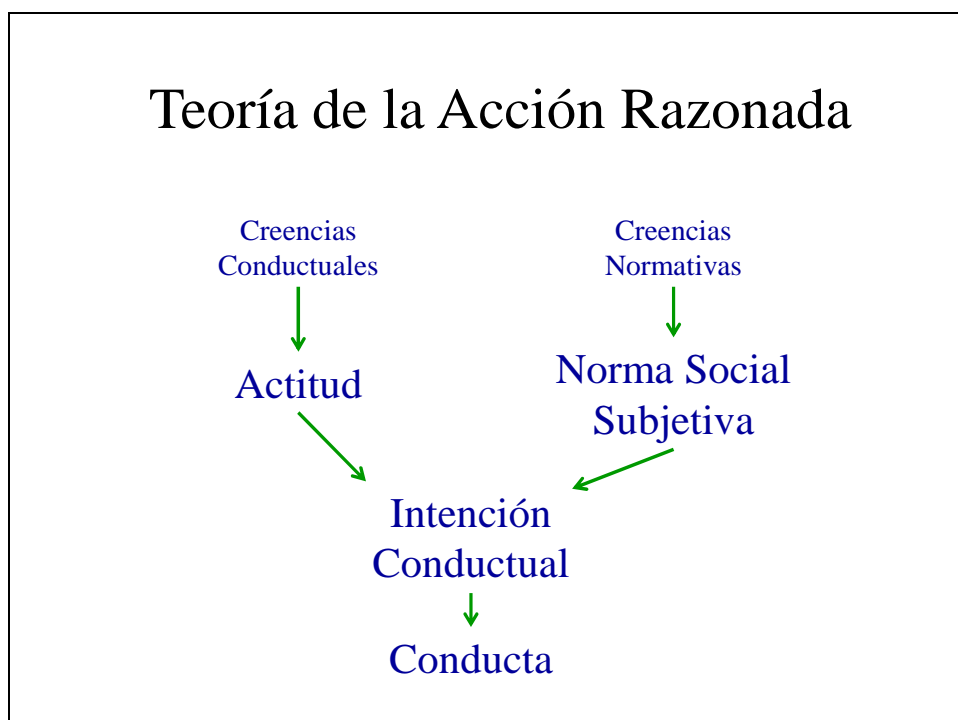 Teoría de la Acción Razonada
Creencias
Conductuales
Creencias
Normativas
Actitud
Norma Social
Subjetiva
Intención
Conductual
Conducta